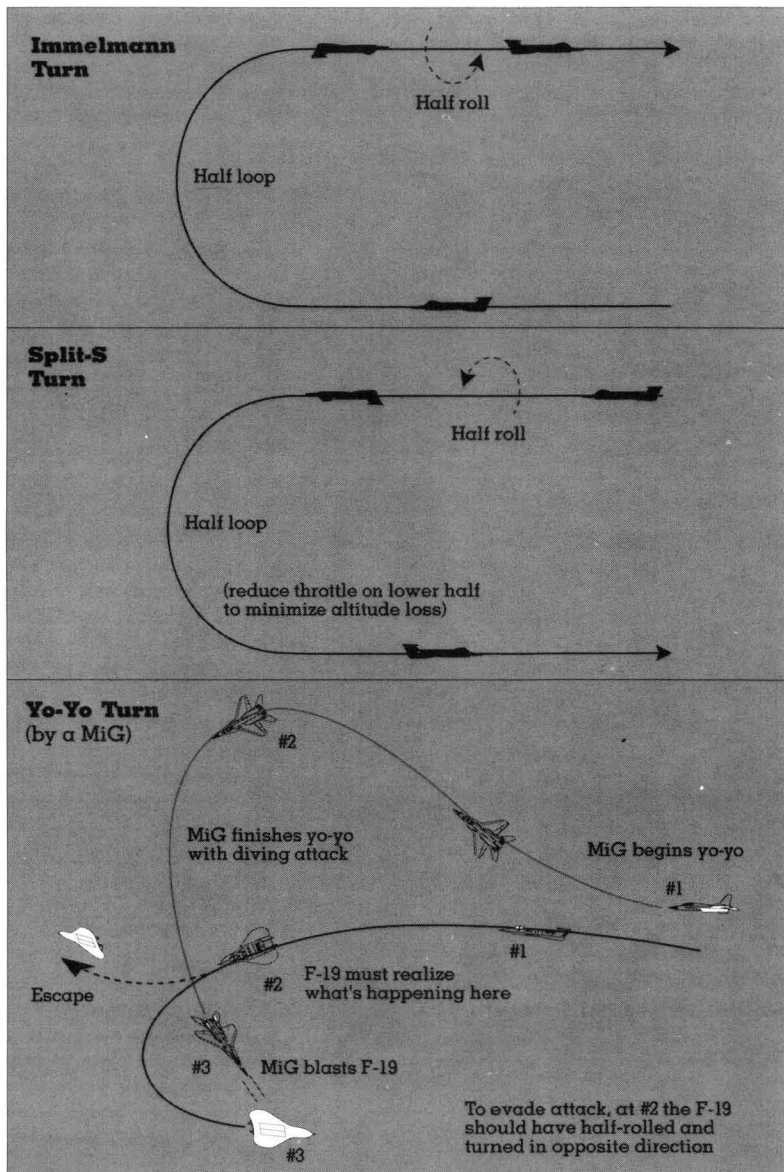 Immelmann
Turn
Half roll
Half loop
Split-S
Turn
Half roll
Half loop
(reduce throttle on lower half
to minimize altitude loss)
Yo-Yo Turn
(by a MiG)
#2
MiG finishes yo-yo
with diving attack
MiG begins yo-yo
#1
#1
#2
F-19 must realize
what's happening here
Escape
#3
MiG blasts F-19
#3
To evade attack, at #2 the F-19
should have half-rolled and
turned in opposite direction